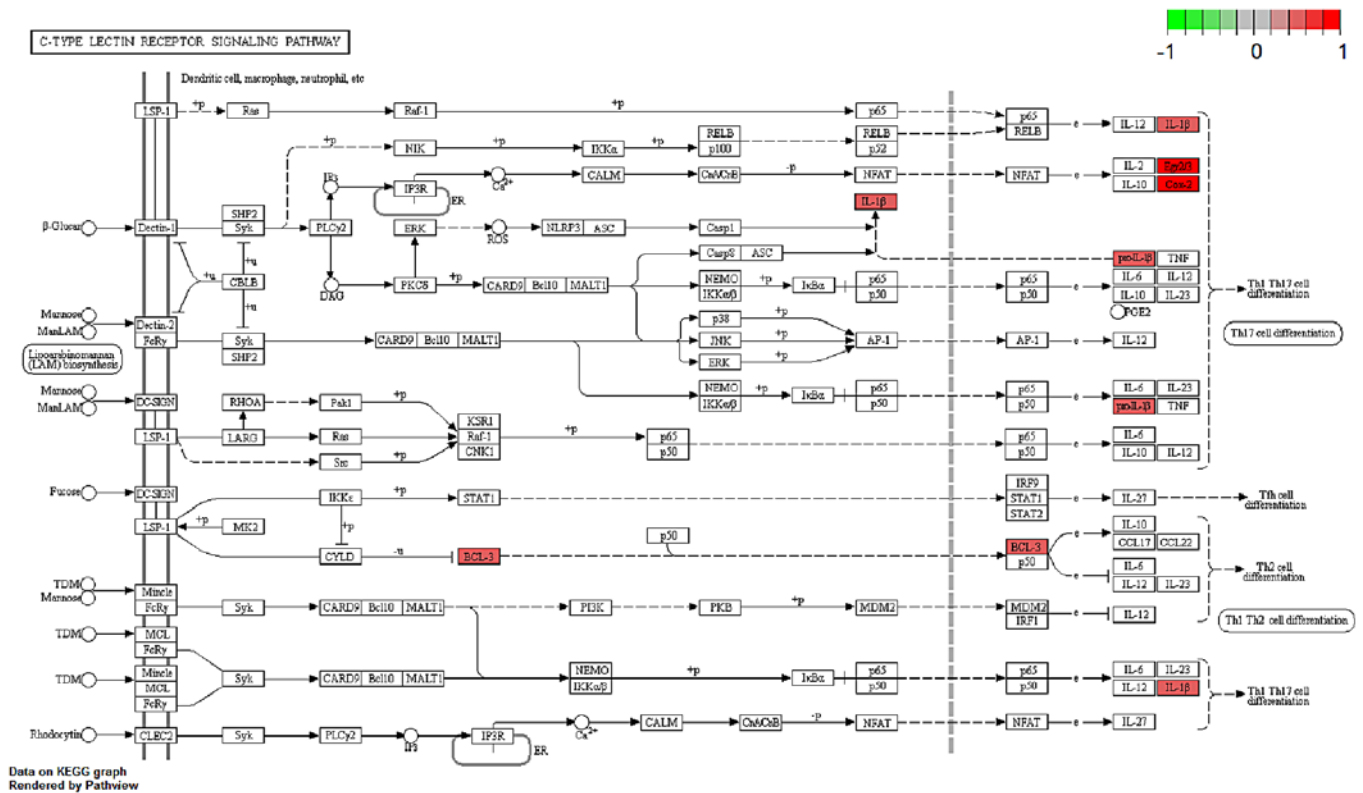 C-TYPE LECTIN RECEPTOR SIGNALING PATHWAY
-1 0 1
Dendritic cell, macrophage, neutrophil, etc
LSP-1 +p Ras Raf-1 +p p65 p65 RELB e IL-12 IL-1β
+p NIK IKKα +p RELB p100 RELB p52
IP3 IP3R ER Ca2+ CALM CnA/CnB -p NFAT NFAT e IL-2 Egr2/3
IL-10 Cox-2
IL-1β
β-Glucan Dectin-1 SHP2 Syk PLCγ2 ERK ROS NLRP3 ASC Casp1
Casp8 ASC pro-IL-1β TNF
+u CBLB +u +u DAG PKCδ +p CARD9 Bcl10 MALT1 NEMO IKKα/β +p IκBα p65 p50 p65 p50 e IL-6 IL-12
IL-10 IL-23
PGE2
Th1 Th17 cell
differentiation
Mannose
ManLAM
Dectin-2 FcRγ Syk SHP2 CARD9 Bcl10 MALT1 p38 +p JNK +p ERK +p AP-1 AP-1 e IL-12
Th17 cell differentiation
Lipoarabinomannan
(LAM) biosynthesis
NEMO IKKα/β +p IκBα p65 p50 p65 p50 e IL-6 IL-23
pro-IL-1β TNF
Mannose
ManLAM
DC-SIGN RHOA Pak1 +p KSR1
LSP-1 LARG Ras Raf-1 +p p65 p50 p65 p50 e IL-6
Src +p CNK1 IL-10 IL-12
Fucose DC-SIGN IKKε +p STAT1 IRF9 STAT1 STAT2 e IL-27 Tfh cell
differentiation
LSP-1 +p MK2 +p
CYLD -u BCL-3 p50 BCL-3 p50 e IL-10
CCL17 CCL22
e IL-6
IL-12 IL-23
Th2 cell
differentiation
TDM
Mannose
Mincle FcRγ Syk CARD9 Bcl10 MALT1 PI3K PKB +p MDM2 MDM2 IRF1 e IL-12
Th1 Th2 cell differentiation
TDM MCL FcRγ
TDM Mincle MCL FcRγ Syk CARD9 Bcl10 MALT1 NEMO IKKα/β +p IκBα p65 p50 p65 p50 e IL-6 IL-23
IL-12 IL-1β
Th1 Th17 cell
differentiation
Rhodocytin CLEC2 Syk PLCγ2 IP3 IP3R ER Ca2+ CALM CnA/CnB -p NFAT NFAT e IL-27
Data on KEGG graph
Rendered by Pathview